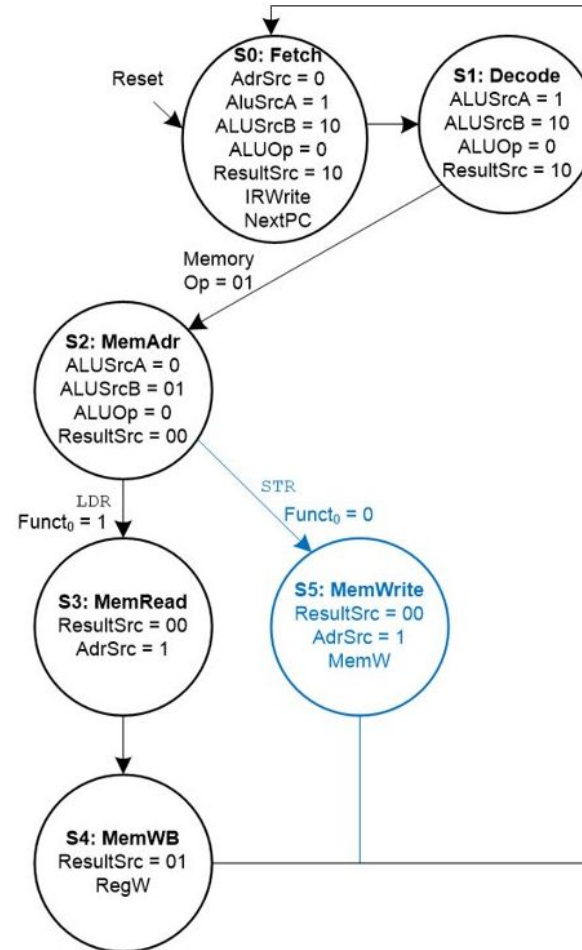 Reset
S0: Fetch
AdrSrc = 0
AluSrcA = 1
ALUSrcB = 10
ALUOp = 0
ResultSrc = 10
IRWrite
NextPC
S1: Decode
ALUSrcA = 1
ALUSrcB = 10
ALUOp = 0
ResultSrc = 10
Memory
Op = 01
S2: MemAdr
ALUSrcA = 0
ALUSrcB = 01
ALUOp = 0
ResultSrc = 00
LDR
Funct₀ = 1
STR
Funct₀ = 0
S3: MemRead
ResultSrc = 00
AdrSrc = 1
S5: MemWrite
ResultSrc = 00
AdrSrc = 1
MemW
S4: MemWB
ResultSrc = 01
RegW